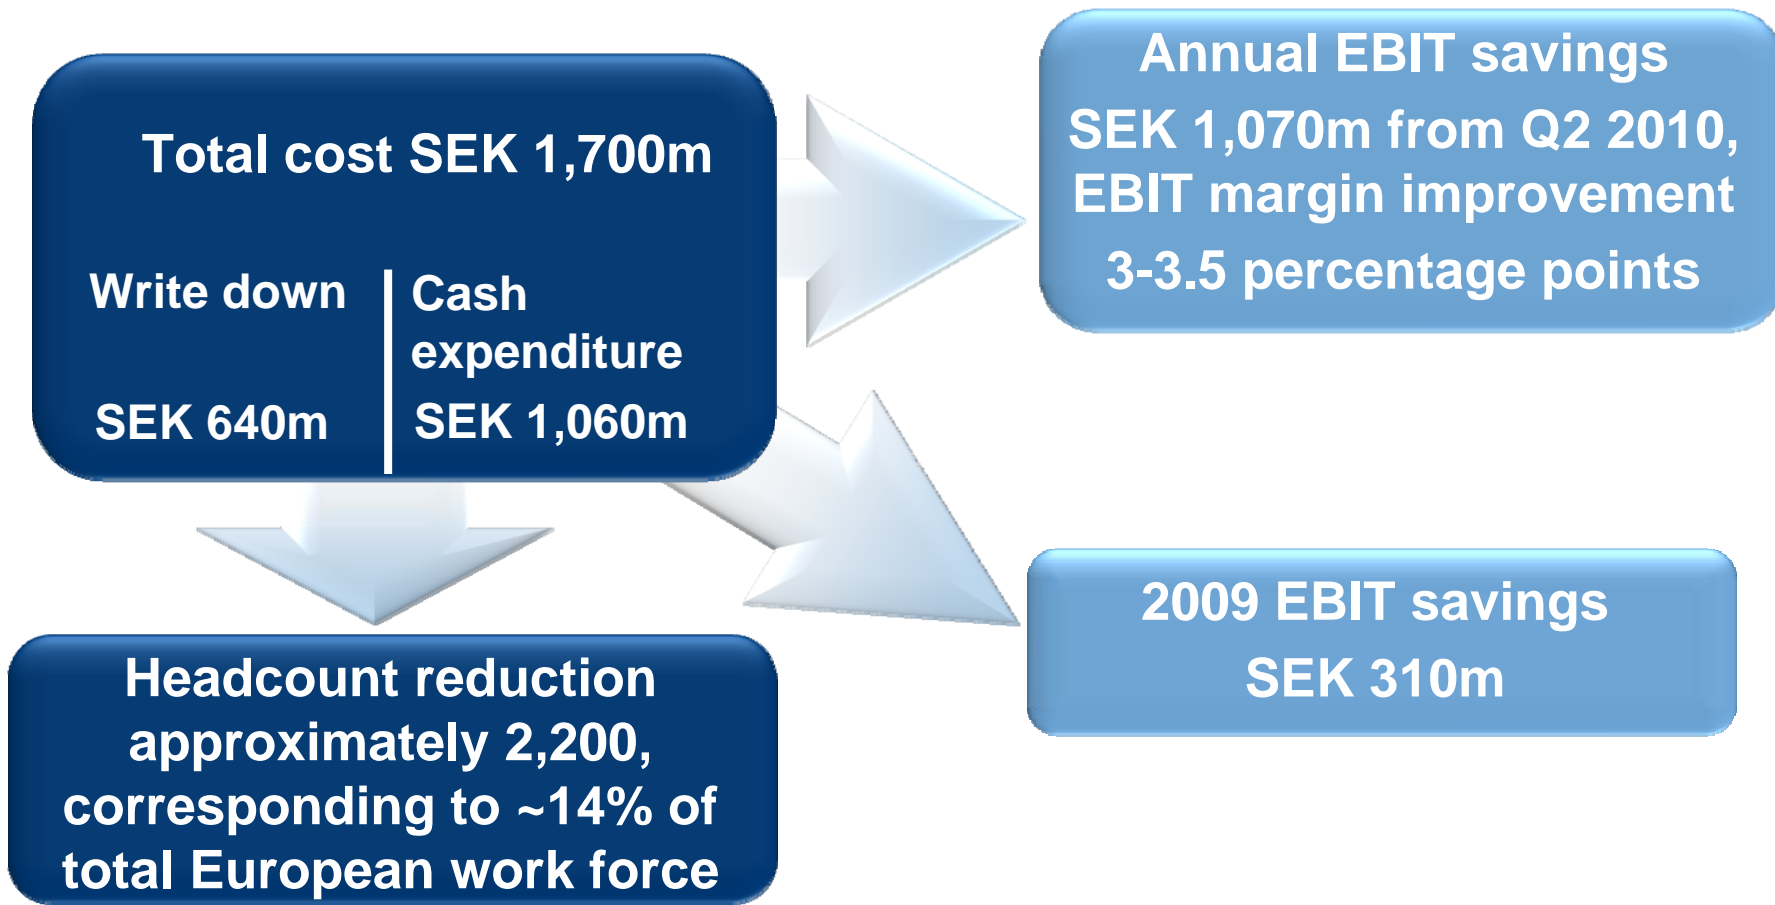 Total cost SEK 1,700m
Write down
SEK 640m
Cash
expenditure
SEK 1,060m
Annual EBIT savings
SEK 1,070m from Q2 2010,
EBIT margin improvement
3-3.5 percentage points
2009 EBIT savings
SEK 310m
Headcount reduction
approximately 2,200,
corresponding to ~14% of
total European work force